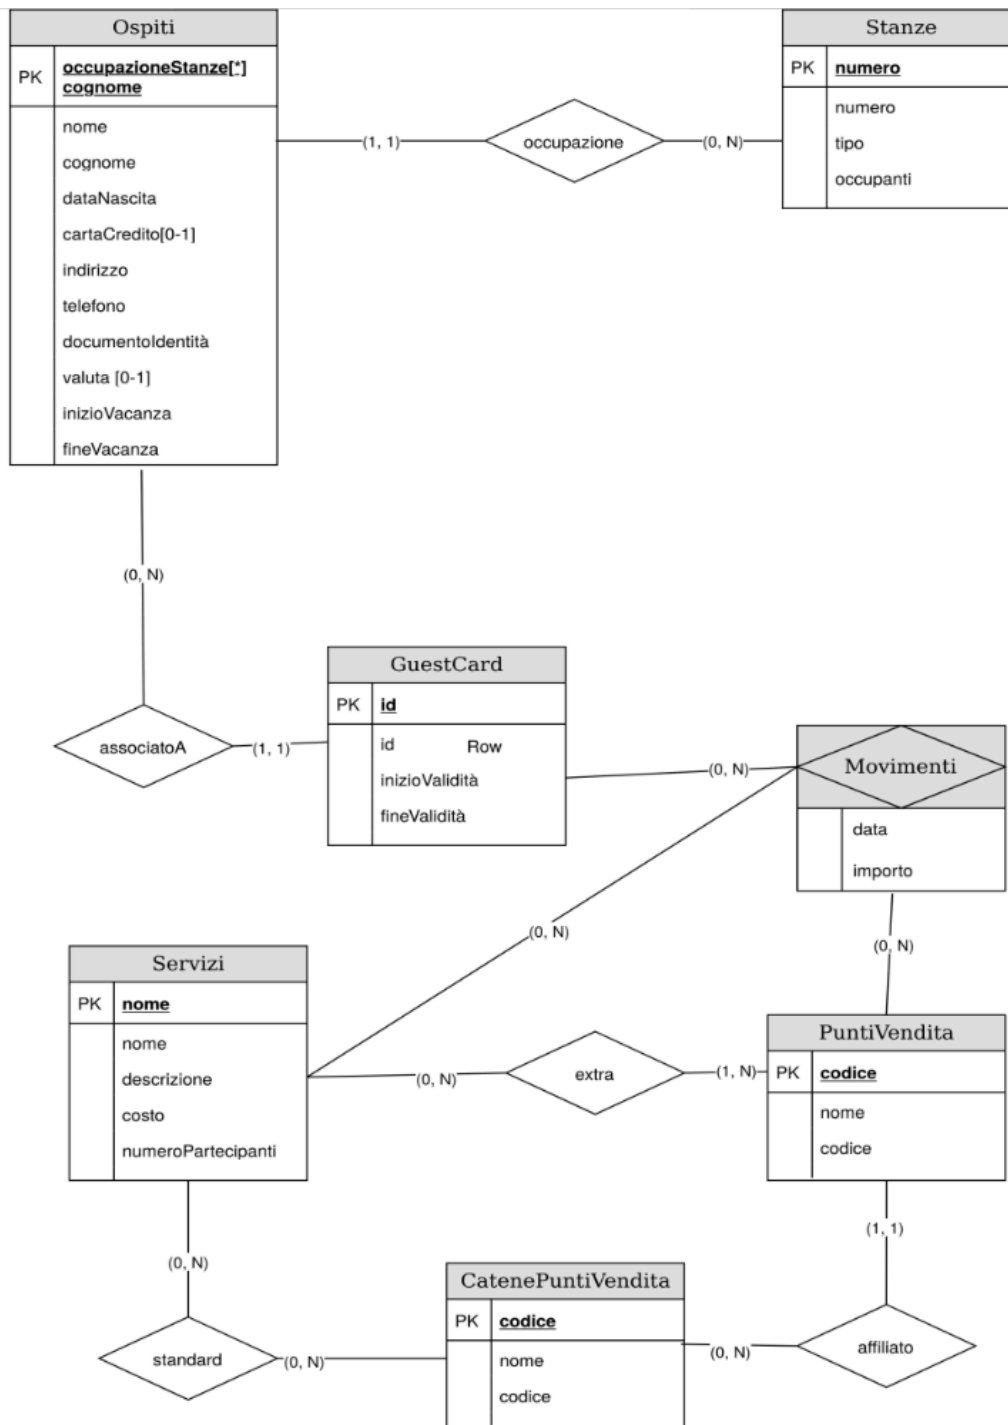 Ospiti
PK
occupazioneStanze[*]
cognome
nome
cognome
dataNascita
cartaCredito[0-1]
indirizzo
telefono
documentoIdentità
valuta [0-1]
inizioVacanza
fineVacanza
(1, 1)
occupazione
(0, N)
Stanze
PK
numero
numero
tipo
occupanti
(0, N)
associatoA
(1, 1)
GuestCard
PK
id
id
Row
inizioValidità
fineValidità
(0, N)
Movimenti
data
importo
(0, N)
(0, N)
Servizi
PK
nome
nome
descrizione
costo
numeroPartecipanti
(0, N)
extra
(1, N)
PuntiVendita
PK
codice
nome
codice
(0, N)
standard
(0, N)
CatenePuntiVendita
PK
codice
nome
codice
(0, N)
affiliato
(1, 1)